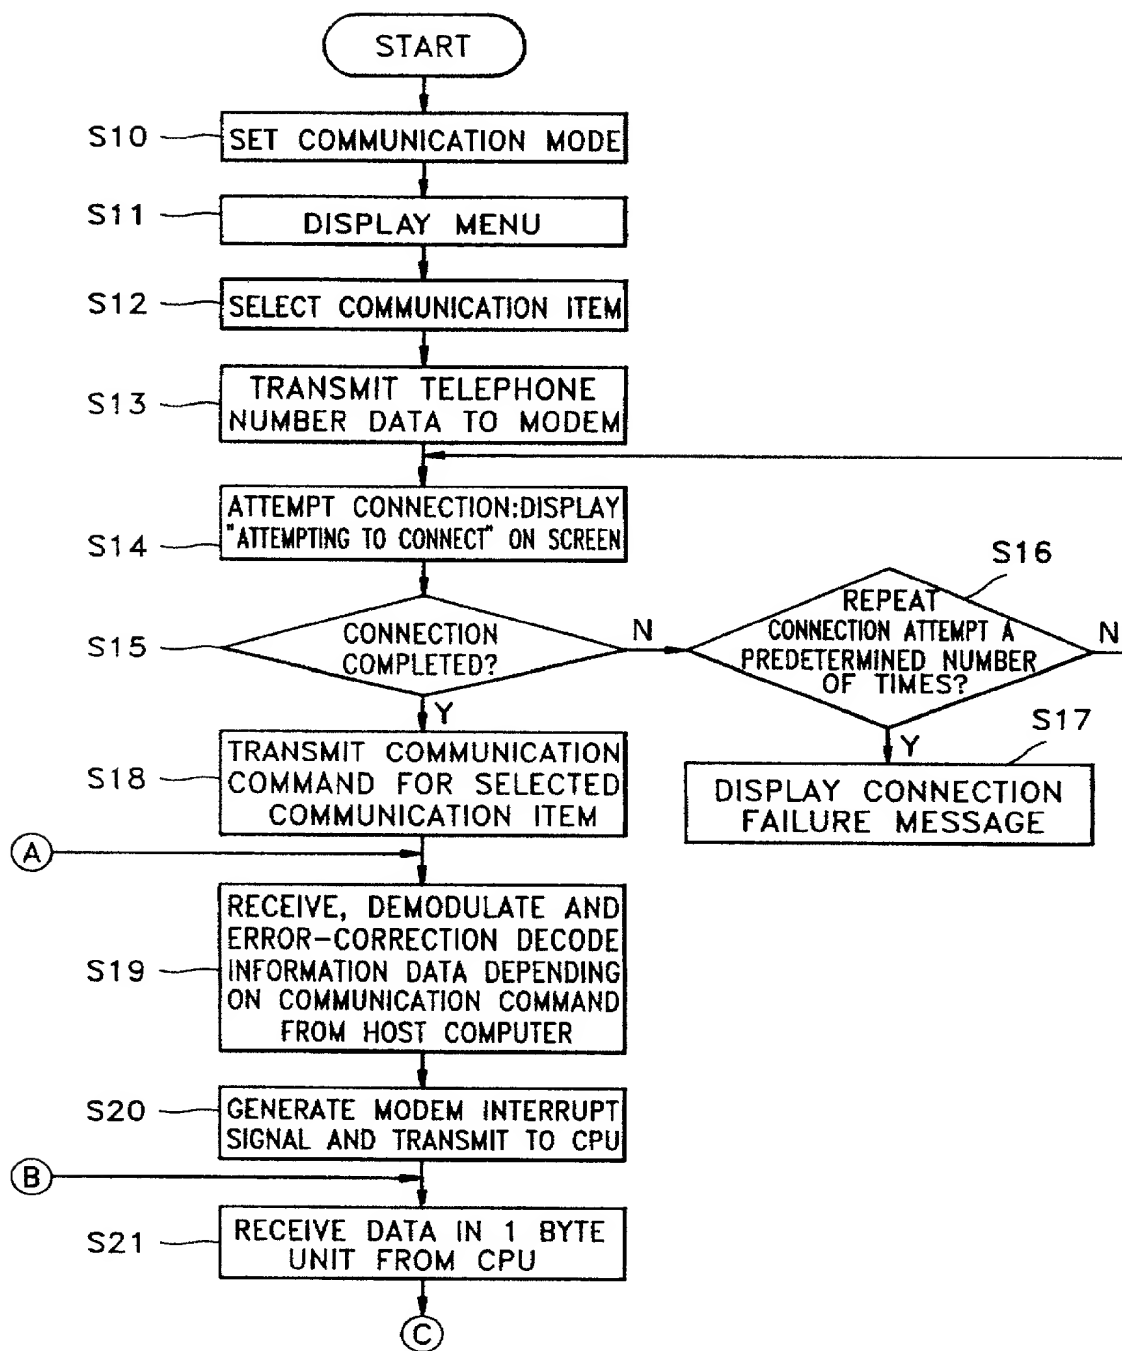 START
S10
SET COMMUNICATION MODE
S11
DISPLAY MENU
S12
SELECT COMMUNICATION ITEM
S13
TRANSMIT TELEPHONE
NUMBER DATA TO MODEM
S14
ATTEMPT CONNECTION:DISPLAY
"ATTEMPTING TO CONNECT" ON SCREEN
S15
CONNECTION
COMPLETED?
N
Y
S16
REPEAT
CONNECTION ATTEMPT A
PREDETERMINED NUMBER
OF TIMES?
N
Y
S17
DISPLAY CONNECTION
FAILURE MESSAGE
S18
TRANSMIT COMMUNICATION
COMMAND FOR SELECTED
COMMUNICATION ITEM
A
S19
RECEIVE, DEMODULATE AND
ERROR-CORRECTION DECODE
INFORMATION DATA DEPENDING
ON COMMUNICATION COMMAND
FROM HOST COMPUTER
S20
GENERATE MODEM INTERRUPT
SIGNAL AND TRANSMIT TO CPU
B
S21
RECEIVE DATA IN 1 BYTE
UNIT FROM CPU
C